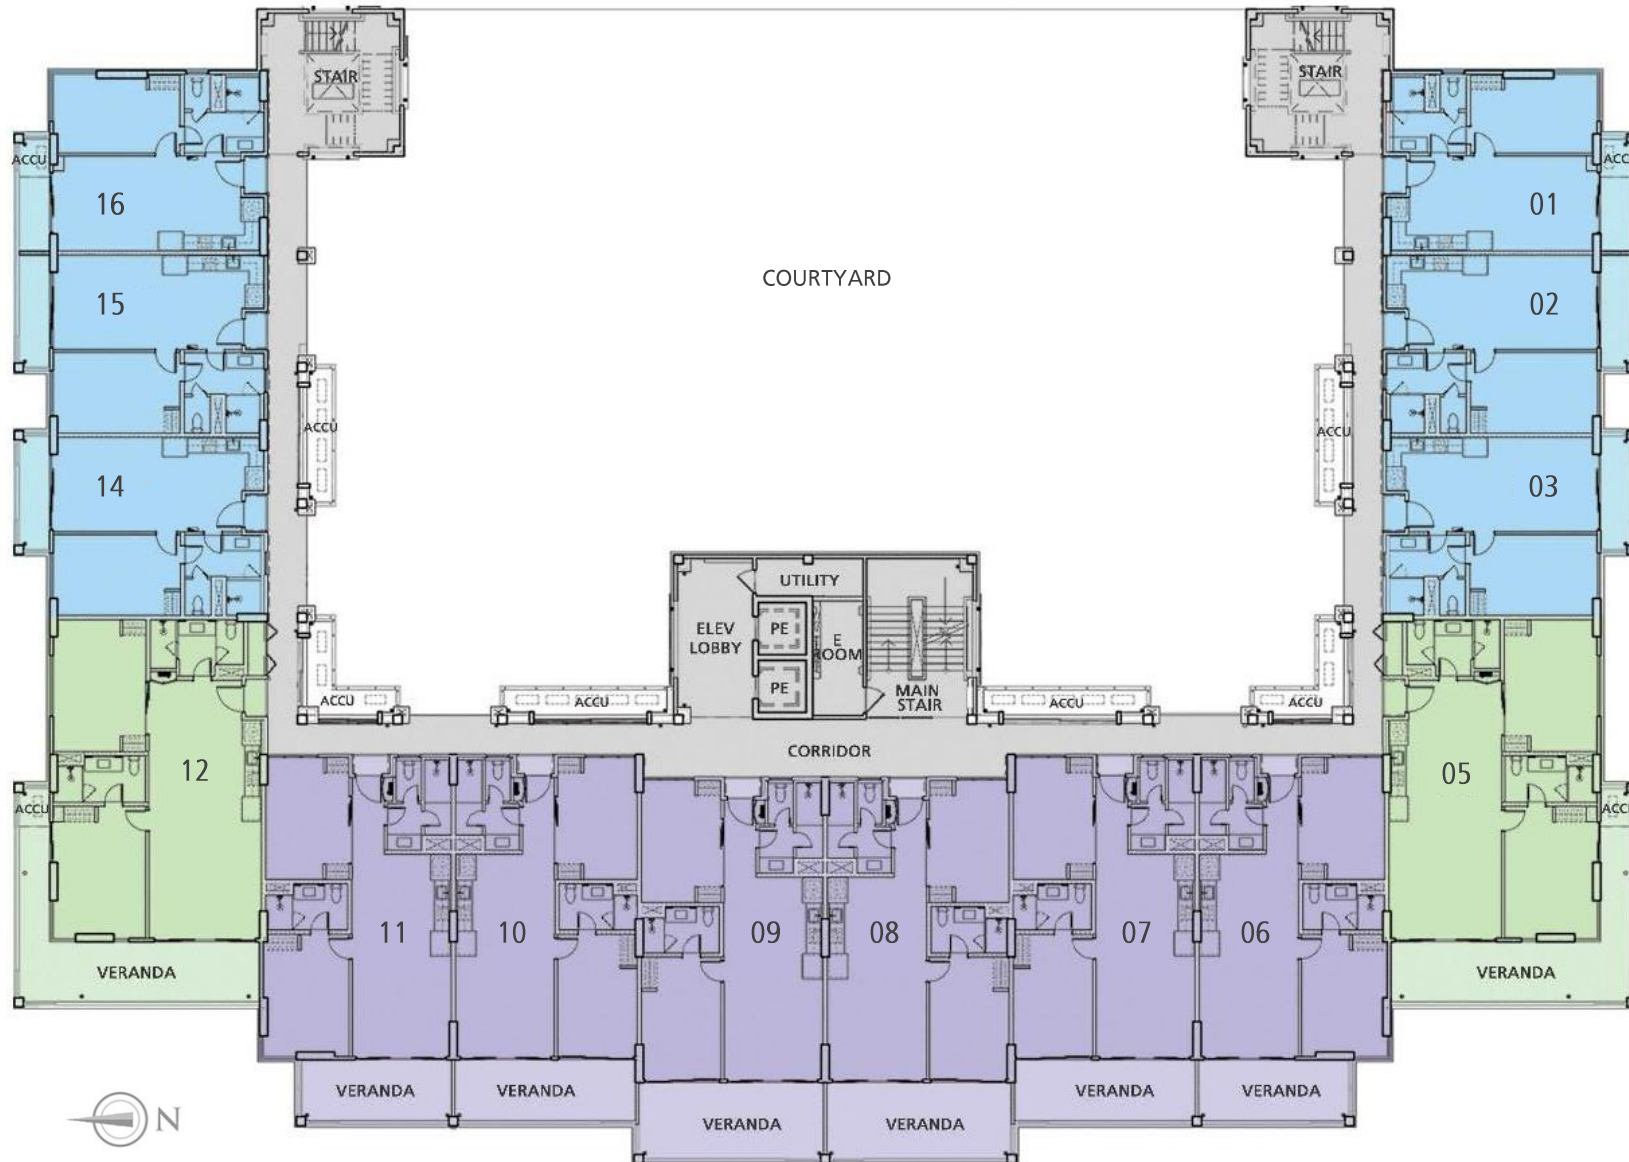 STAIR
STAIR
ACCU
ACC
16
01
COURTYARD
15
02
14
ACCU
ACCU
03
UTILITY
ELEV
LOBBY
PE
E
ROOM
PE
MAIN
STAIR
ACCU
ACCU
ACCU
ACCU
CORRIDOR
12
05
ACCU
ACC
11
10
09
08
07
06
VERANDA
VERANDA
VERANDA
VERANDA
VERANDA
VERANDA
VERANDA
VERANDA
N